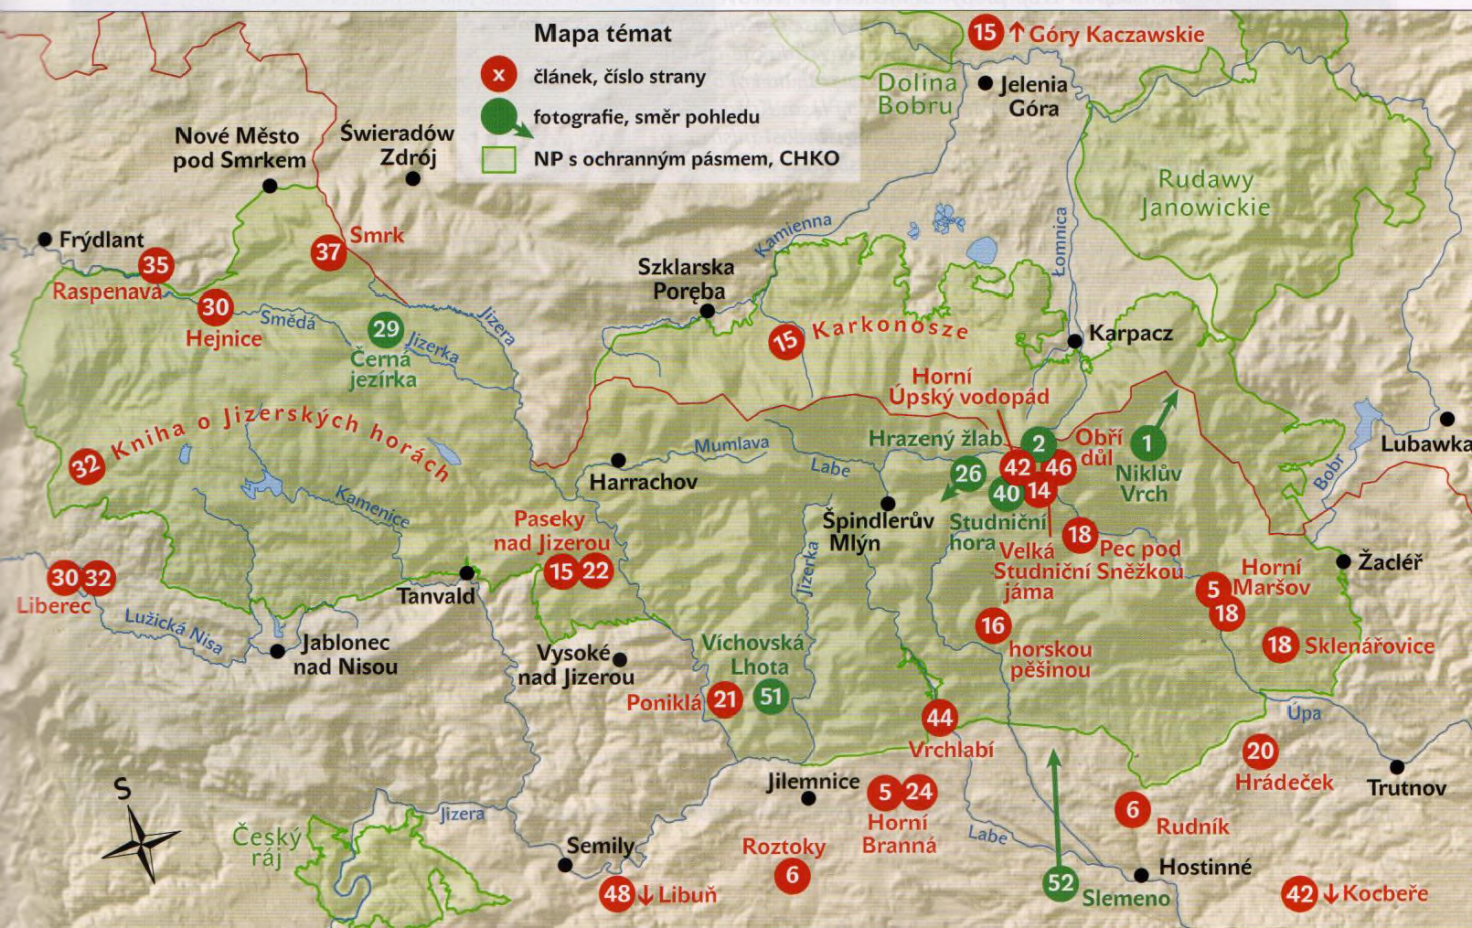 Mapa témat
x článek, číslo strany
fotografie, směr pohledu
NP s ochranným pásmem, CHKO
15 ↑ Góry Kaczawskie
Dolina
Bobru
Jelenia
Góra
Nové Město
pod Smrkem
Świeradów
Zdrój
Rudawy
Janowickie
Frýdlant
35
Raspenava
37
Smrk
30
Hejnice
Smědá
29
Černá
jezírka
Jizerka
Jizera
Kamienna
Łomnica
Szklarska
Poręba
15 Karkonosze
Karpacz
Horní
Úpský vodopád
32 Kniha o Jizerských horách
Mumlava
Harrachov
Labe
Hrazený žlab
2
Obří
důl
42
46
26
40
14
1
Niklův
Vrch
Lubawka
Bobr
Kamenice
Paseky
nad Jizerou
15 22
Špindlerův
Mlýn
Studniční
hora
Velká
Studniční
jáma
18
Pec pod
Sněžkou
Jizerka
30 32
Liberec
Lužická Nisa
Tanvald
Jablonec
nad Nisou
Horní
Maršov
5
18
Žacléř
16
horskou
pěšinou
18 Sklenářovice
Vysoké
nad Jizerou
Víchovská
Lhota
51
Poniklá 21
44
Vrchlabí
Úpa
20
Hrádeček
Trutnov
S
Jilemnice
5 24
Horní
Branná
6
Rudník
Jizera
Český
ráj
Semily
Roztoky
6
Labe
Hostinné
48 ↓ Libuň
52
Slemeno
42 ↓ Kocbeře